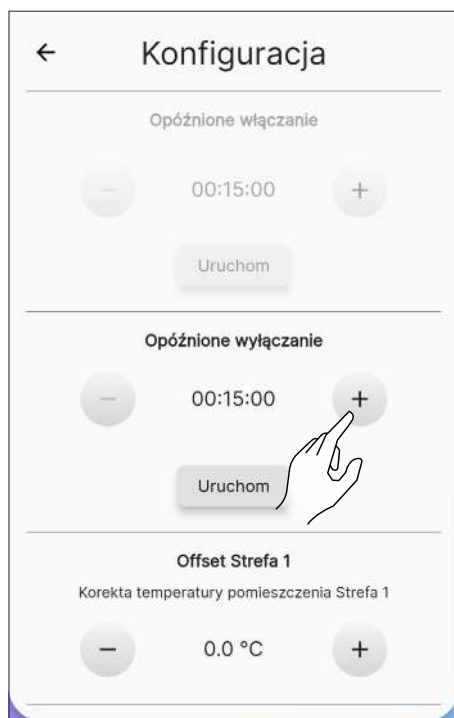 ← Konfiguracja
Opóźnione włączanie
− 00:15:00 +
Uruchom
Opóźnione wyłączanie
− 00:15:00 +
Uruchom
Offset Strefa 1
Korekta temperatury pomieszczenia Strefa 1
− 0.0 °C +